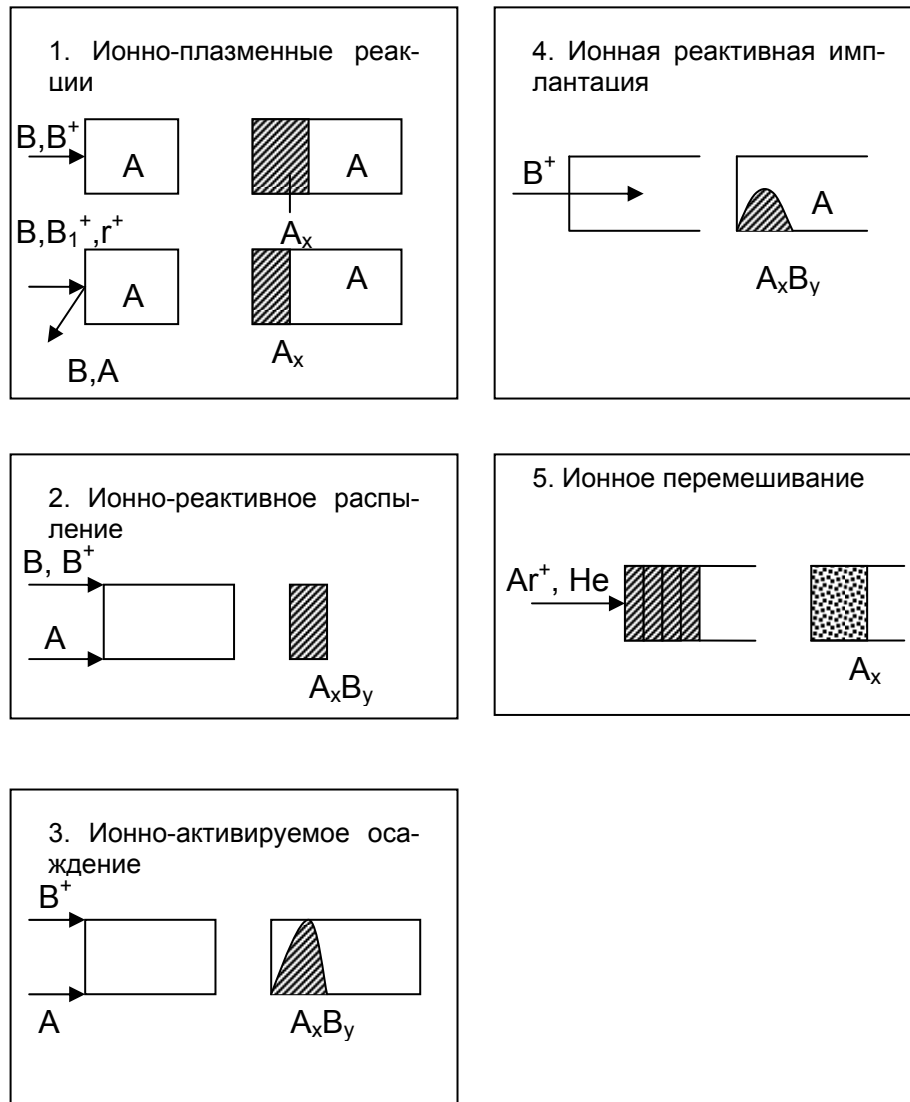 1. Ионно-плазменные реак-
ции
B,B⁺
A
A
Aₓ
B,B₁⁺,r⁺
A
A
Aₓ
B,A
2. Ионно-реактивное распы-
ление
B, B⁺
A
AₓBᵧ
3. Ионно-активируемое оса-
ждение
B⁺
A
AₓBᵧ
4. Ионная реактивная имп-
лантация
B⁺
A
AₓBᵧ
5. Ионное перемешивание
Ar⁺, He
Aₓ